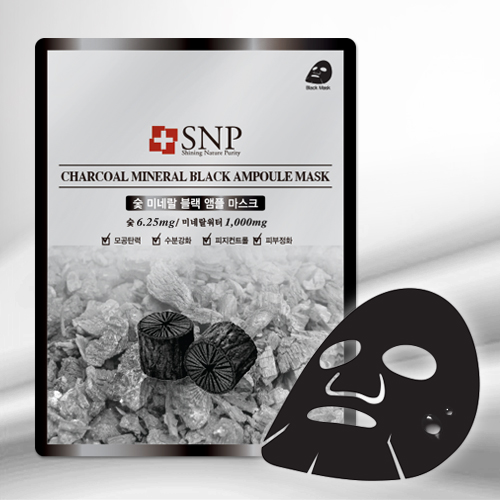 Black Mask
SNP
Shining Nature Purity
CHARCOAL MINERAL BLACK AMPOULE MASK
숯 미네랄 블랙 앰플 마스크
숯 6.25mg/ 미네랄워터 1,000mg
모공탄력 수분강화 피지컨트롤 피부정화